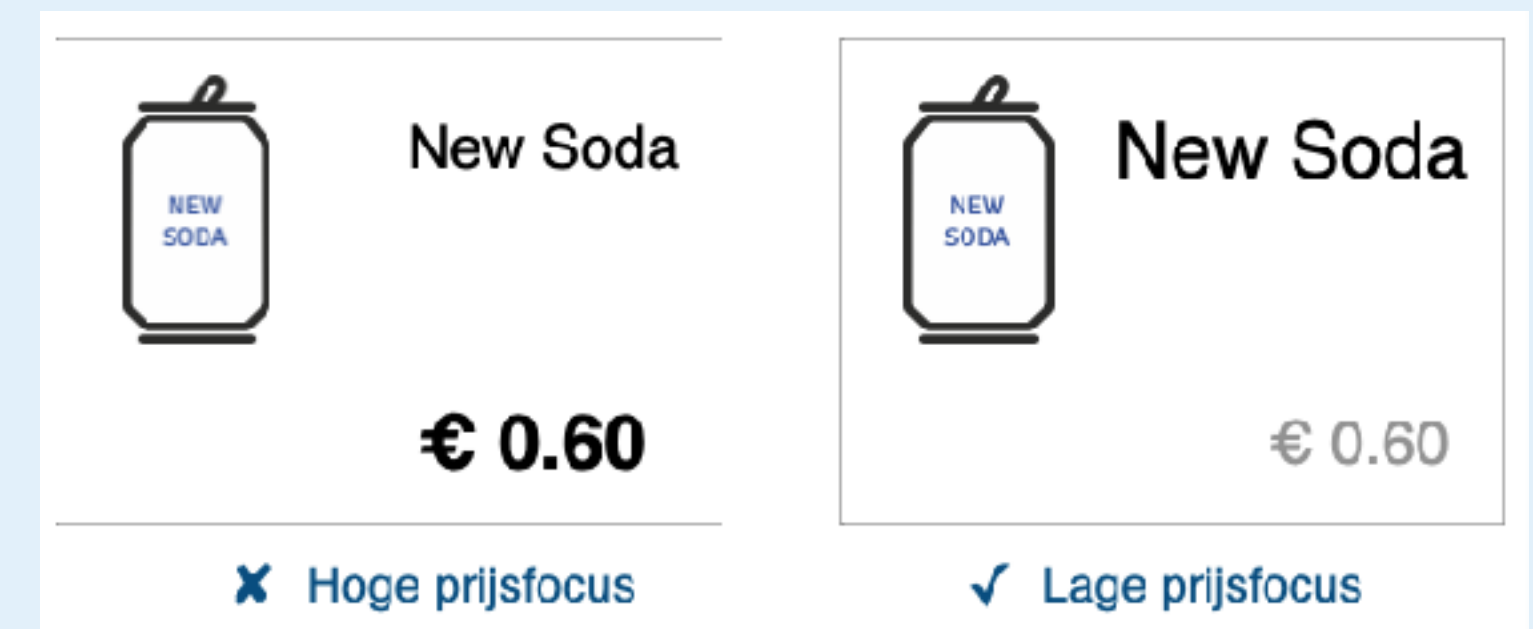 New Soda
NEW
SODA
€ 0.60
✘ Hoge prijsfocus
New Soda
NEW
SODA
€ 0.60
✓ Lage prijsfocus